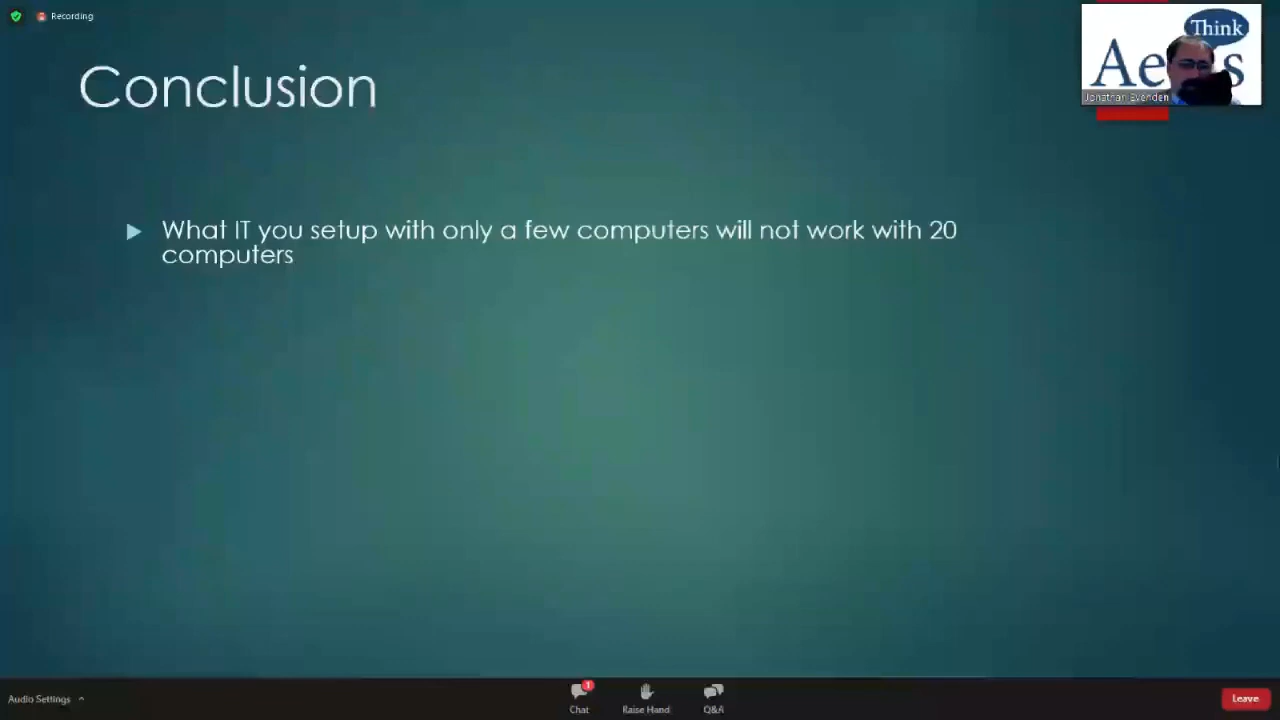 Recording
Think
Ae s
Jonathan Evenden
Conclusion
What IT you setup with only a few computers will not work with 20
computers
Audio Settings
1
Chat
Raise Hand
Q&A
Leave